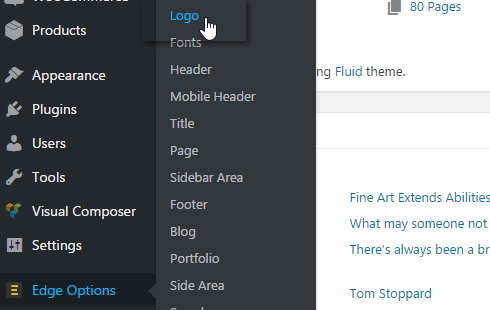 Products
Appearance
Plugins
Users
Tools
Visual Composer
Settings
Edge Options
Logo
Fonts
Header
Mobile Header
Title
Page
Sidebar Area
Footer
Blog
Portfolio
Side Area
80 Pages
Fluid theme.
Fine Art Extends Abilities
What may someone not
There's always been a
Tom Stoppard